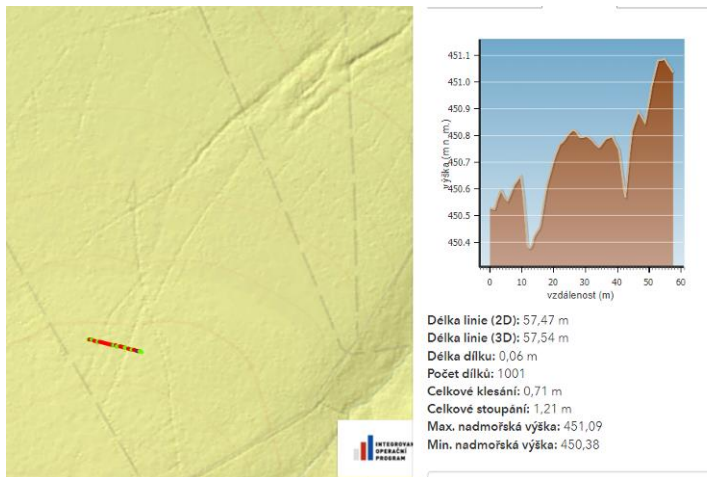 451.1
451.0
450.9
450.8
450.7
450.6
450.5
450.4
výška (m n. m.)
0 10 20 30 40 50 60
vzdálenost (m)
Délka linie (2D): 57,47 m
Délka linie (3D): 57,54 m
Délka dílku: 0,06 m
Počet dílků: 1001
Celkové klesání: 0,71 m
Celkové stoupání: 1,21 m
Max. nadmořská výška: 451,09
Min. nadmořská výška: 450,38
INTEGROVAN
OPERAČNÍ
PROGRAM